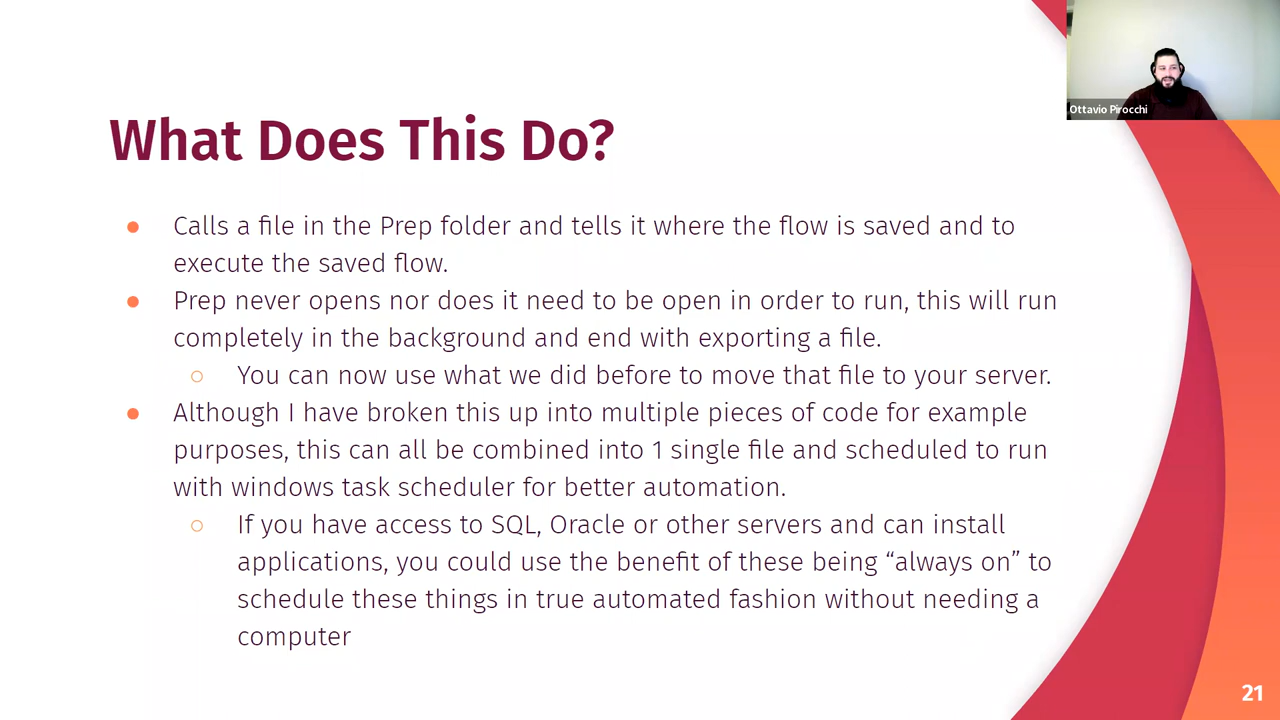 Ottavio Pirocchi
What Does This Do?
● Calls a file in the Prep folder and tells it where the flow is saved and to
execute the saved flow.
● Prep never opens nor does it need to be open in order to run, this will run
completely in the background and end with exporting a file.
○ You can now use what we did before to move that file to your server.
● Although I have broken this up into multiple pieces of code for example
purposes, this can all be combined into 1 single file and scheduled to run
with windows task scheduler for better automation.
○ If you have access to SQL, Oracle or other servers and can install
applications, you could use the benefit of these being “always on” to
schedule these things in true automated fashion without needing a
computer
21